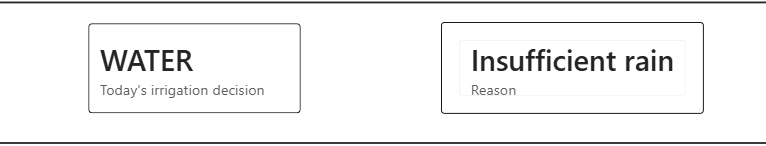 WATER
Today's irrigation decision
Insufficient rain
Reason